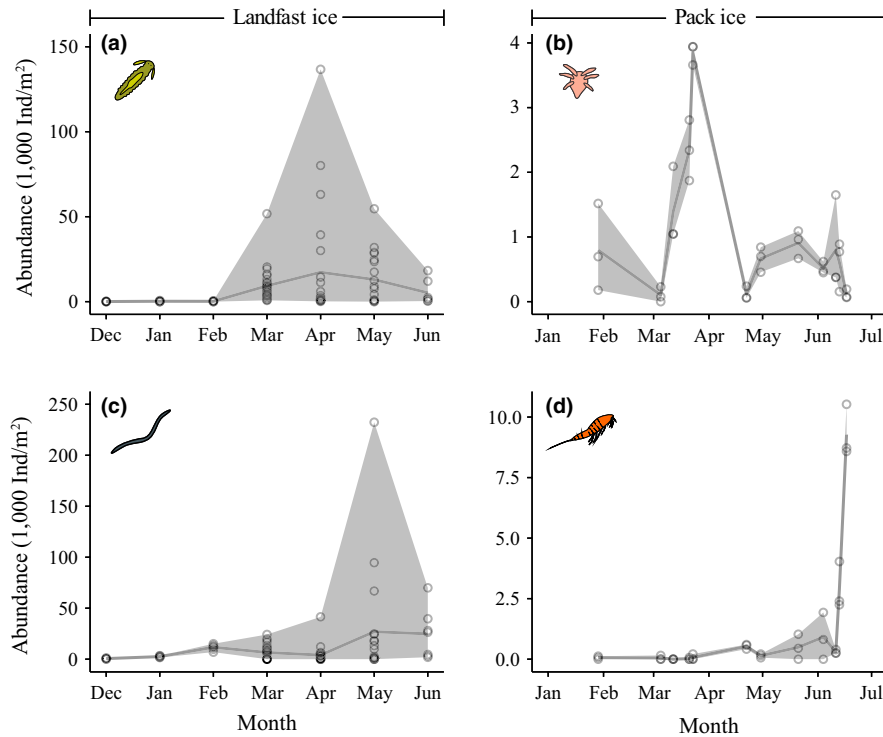 Landfast ice
Pack ice
(a)
150
100
50
0
Dec Jan Feb Mar Apr May Jun
Abundance (1,000 Ind/m²)
(b)
4
3
2
1
0
Jan Feb Mar Apr May Jun Jul
(c)
250
200
150
100
50
0
Dec Jan Feb Mar Apr May Jun
Abundance (1,000 Ind/m²)
Month
(d)
10.0
7.5
5.0
2.5
0.0
Jan Feb Mar Apr May Jun Jul
Month